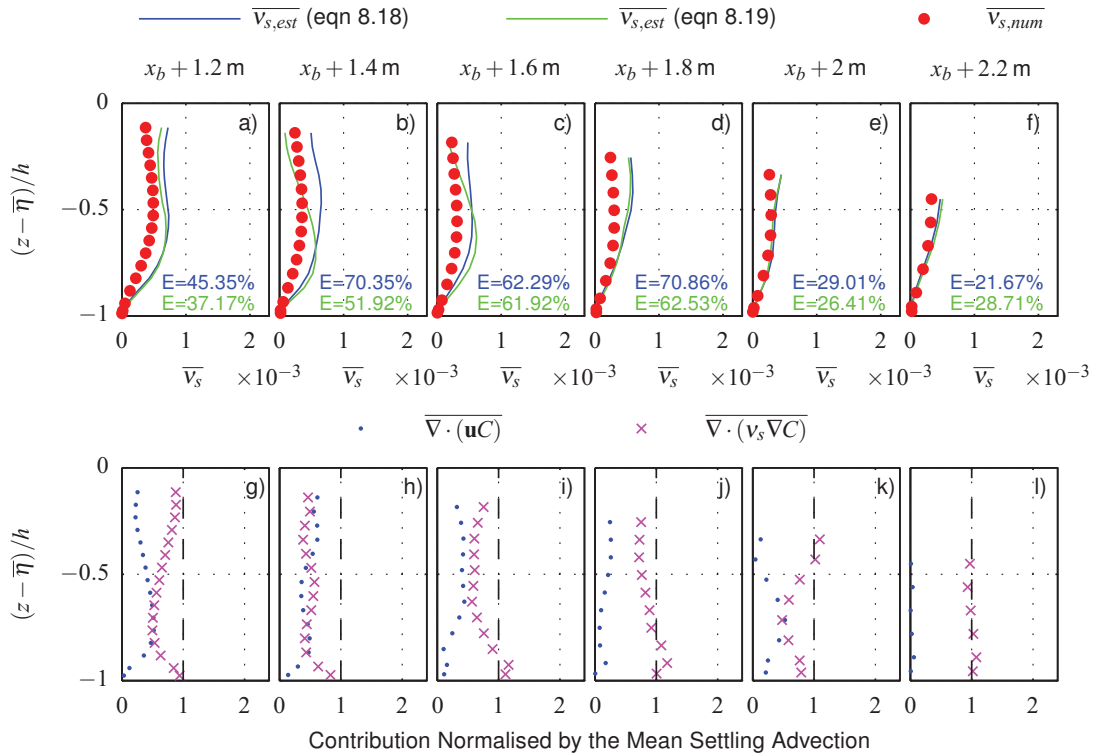 ν̅s,est (eqn 8.18) ν̅s,est (eqn 8.19) ν̅s,num
xb + 1.2 m xb + 1.4 m xb + 1.6 m xb + 1.8 m xb + 2 m xb + 2.2 m
0
−0.5
−1
(z − η̅)/h
a) b) c) d) e) f)
E=45.35% E=70.35% E=62.29% E=70.86% E=29.01% E=21.67%
E=37.17% E=51.92% E=61.92% E=62.53% E=26.41% E=28.71%
0 1 2 0 1 2 0 1 2 0 1 2 0 1 2 0 1 2
ν̅s ×10−3 ν̅s ×10−3 ν̅s ×10−3 ν̅s ×10−3 ν̅s ×10−3 ν̅s ×10−3
∇ · (uC) ∇ · (νs∇C)
0
−0.5
−1
(z − η̅)/h
g) h) i) j) k) l)
0 1 2 0 1 2 0 1 2 0 1 2 0 1 2 0 1 2
Contribution Normalised by the Mean Settling Advection